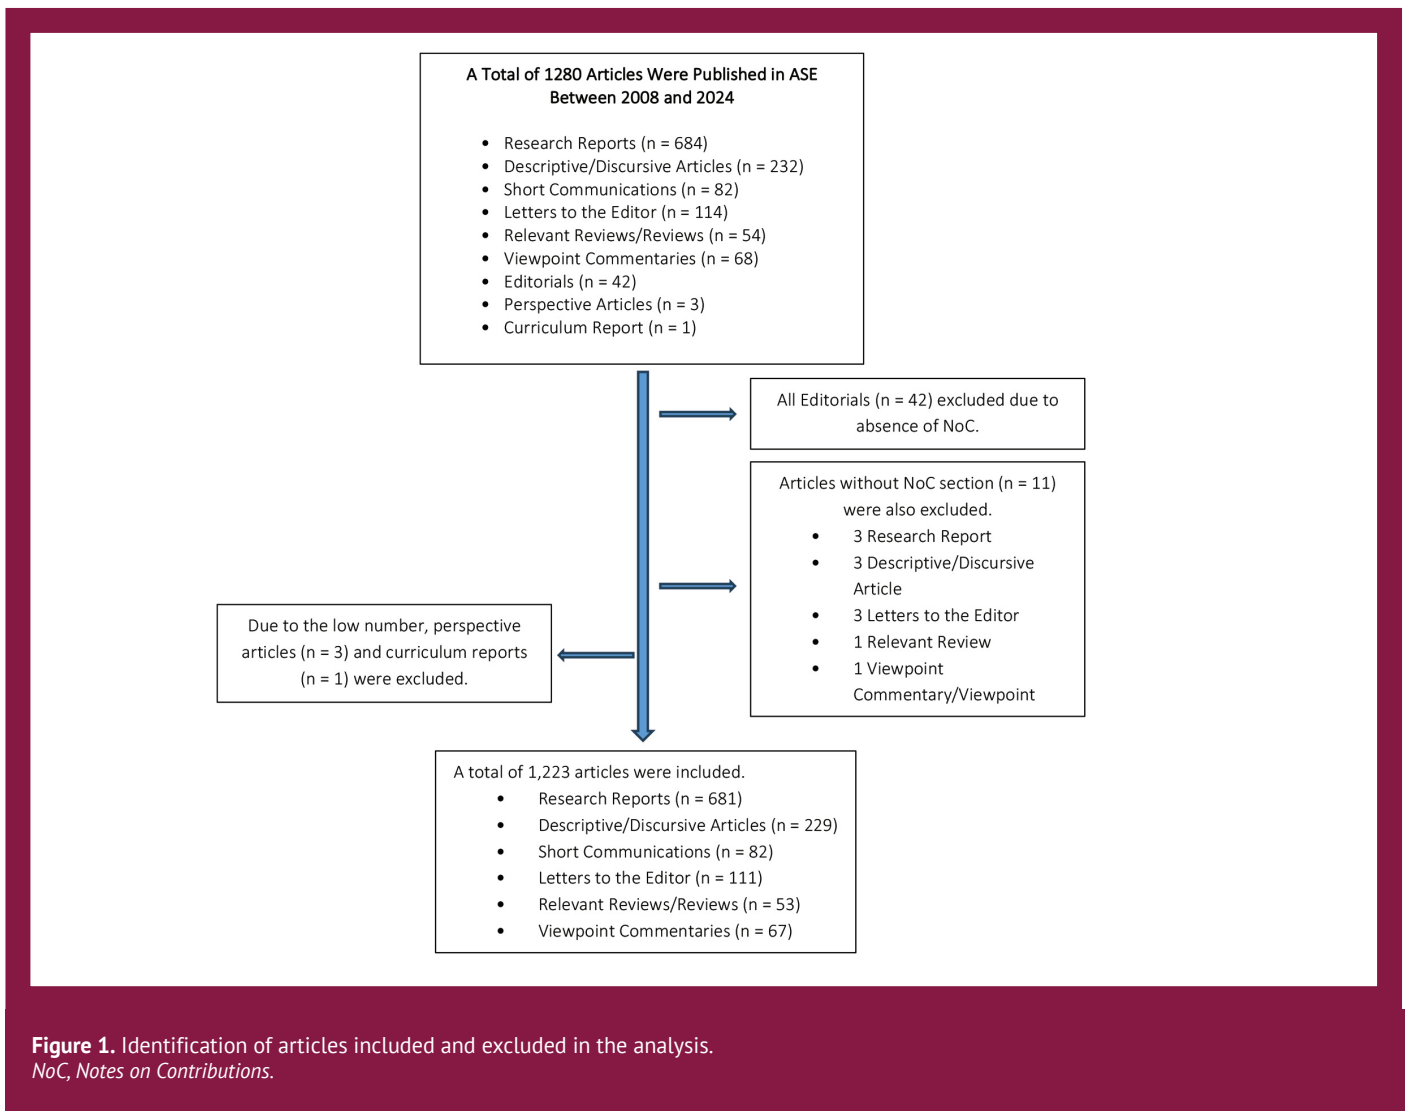 A Total of 1280 Articles Were Published in ASE
Between 2008 and 2024
• Research Reports (n = 684)
• Descriptive/Discursive Articles (n = 232)
• Short Communications (n = 82)
• Letters to the Editor (n = 114)
• Relevant Reviews/Reviews (n = 54)
• Viewpoint Commentaries (n = 68)
• Editorials (n = 42)
• Perspective Articles (n = 3)
• Curriculum Report (n = 1)
All Editorials (n = 42) excluded due to
absence of NoC.
Articles without NoC section (n = 11)
were also excluded.
• 3 Research Report
• 3 Descriptive/Discursive
Article
• 3 Letters to the Editor
• 1 Relevant Review
• 1 Viewpoint
Commentary/Viewpoint
Due to the low number, perspective
articles (n = 3) and curriculum reports
(n = 1) were excluded.
A total of 1,223 articles were included.
• Research Reports (n = 681)
• Descriptive/Discursive Articles (n = 229)
• Short Communications (n = 82)
• Letters to the Editor (n = 111)
• Relevant Reviews/Reviews (n = 53)
• Viewpoint Commentaries (n = 67)
Figure 1. Identification of articles included and excluded in the analysis.
NoC, Notes on Contributions.